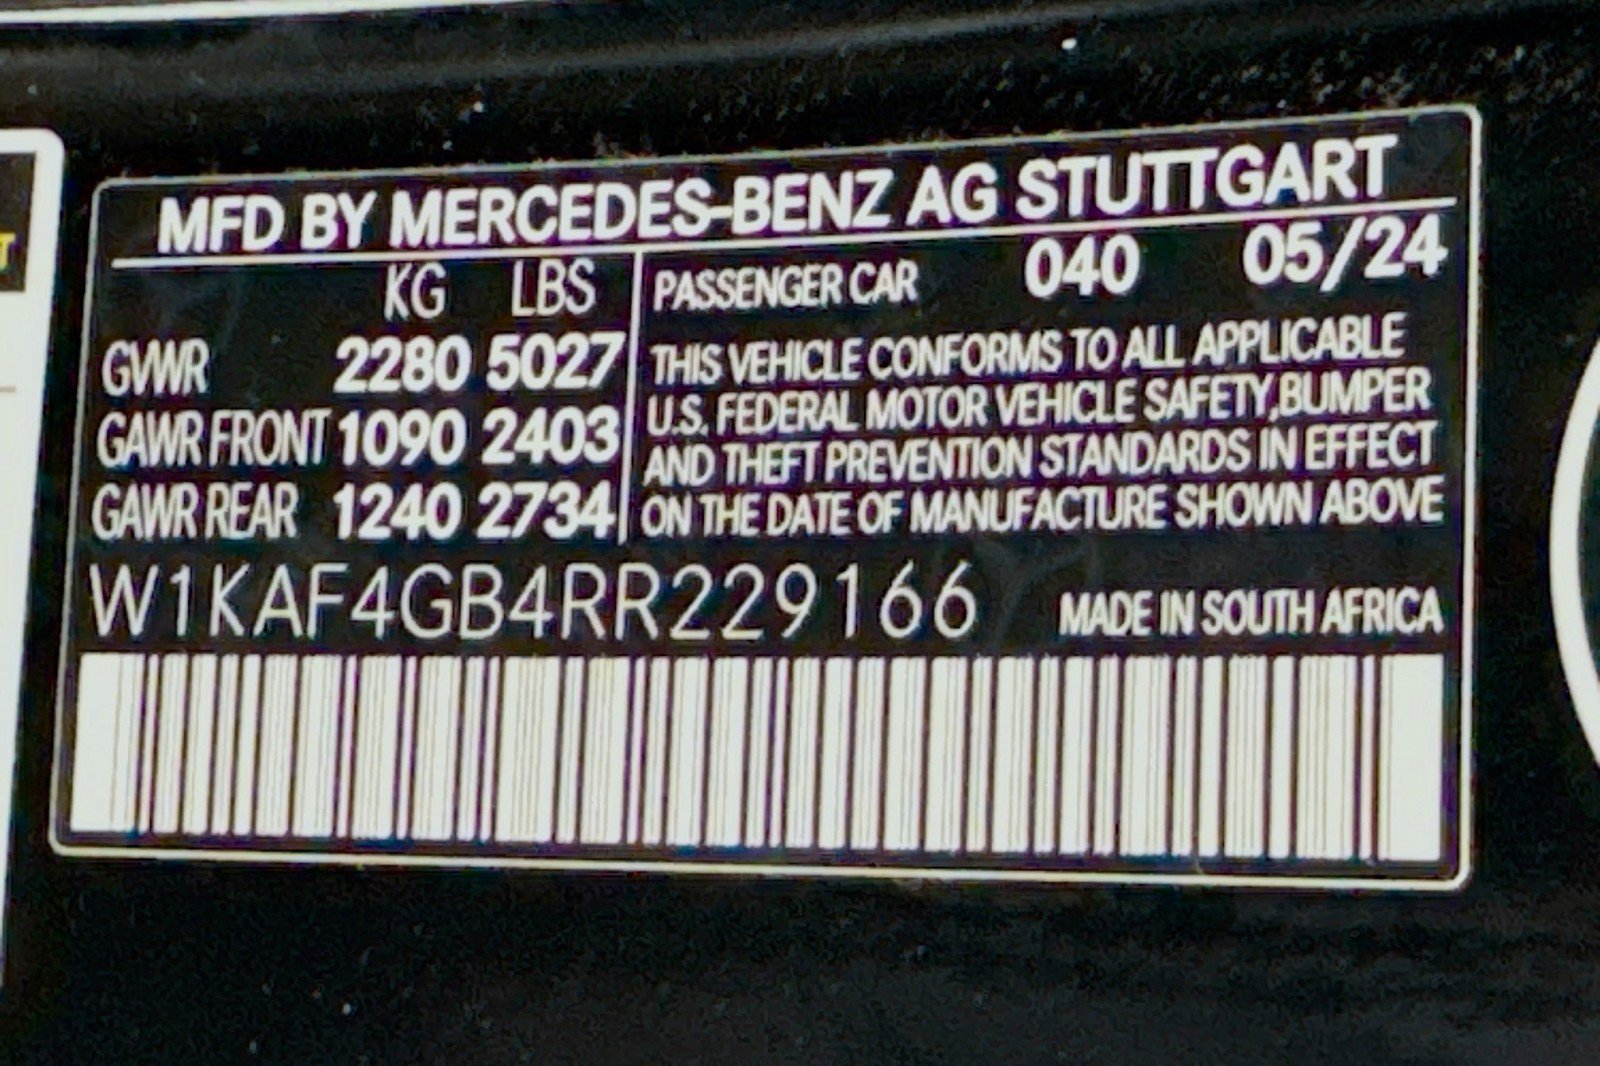 MFD BY MERCEDES-BENZ AG STUTTGART
KG LBS
GVWR 2280 5027
GAWR FRONT 1090 2403
GAWR REAR 1240 2734
PASSENGER CAR 040 05/24
THIS VEHICLE CONFORMS TO ALL APPLICABLE
U.S. FEDERAL MOTOR VEHICLE SAFETY,BUMPER
AND THEFT PREVENTION STANDARDS IN EFFECT
ON THE DATE OF MANUFACTURE SHOWN ABOVE
W1KAF4GB4RR229166 MADE IN SOUTH AFRICA